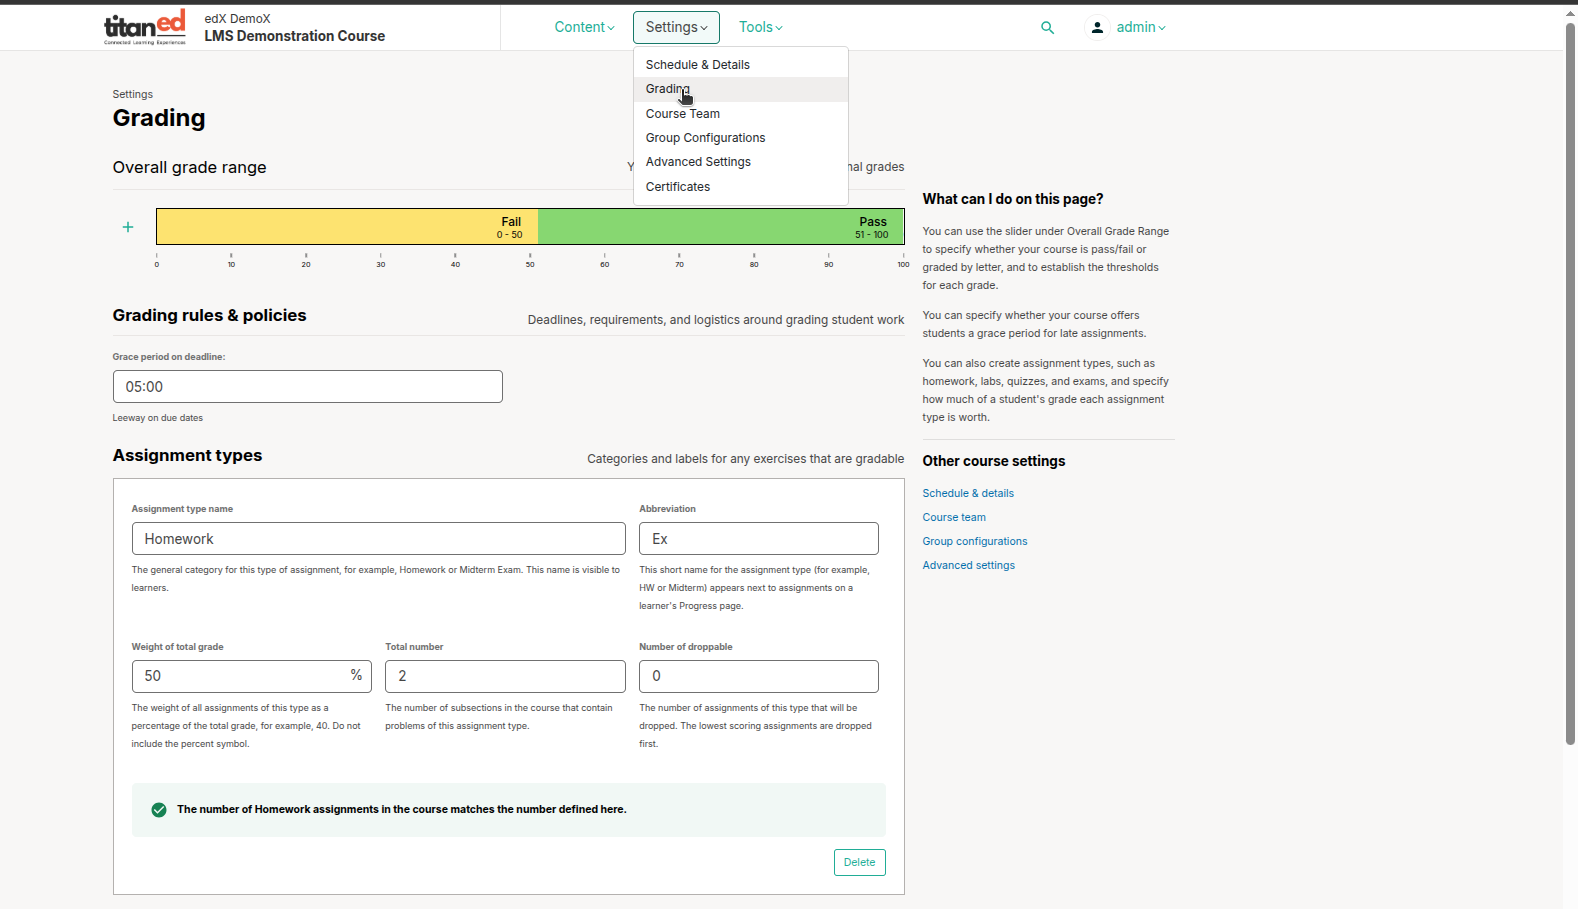 titaned
Connected Learning Experiences
edX DemoX
LMS Demonstration Course
Content
Settings
Tools
admin
Schedule & Details
Grading
Course Team
Group Configurations
Advanced Settings
Certificates
Settings
Grading
Overall grade range
Y
nal grades
Fail
0 - 50
Pass
51 - 100
0 10 20 30 40 50 60 70 80 90 100
Grading rules & policies
Deadlines, requirements, and logistics around grading student work
Grace period on deadline:
05:00
Leeway on due dates
Assignment types
Categories and labels for any exercises that are gradable
Assignment type name
Homework
The general category for this type of assignment, for example, Homework or Midterm Exam. This name is visible to
learners.
Abbreviation
Ex
This short name for the assignment type (for example,
HW or Midterm) appears next to assignments on a
learner's Progress page.
Weight of total grade
50 %
The weight of all assignments of this type as a
percentage of the total grade, for example, 40. Do not
include the percent symbol.
Total number
2
The number of subsections in the course that contain
problems of this assignment type.
Number of droppable
0
The number of assignments of this type that will be
dropped. The lowest scoring assignments are dropped
first.
The number of Homework assignments in the course matches the number defined here.
Delete
What can I do on this page?
You can use the slider under Overall Grade Range
to specify whether your course is pass/fail or
graded by letter, and to establish the thresholds
for each grade.
You can specify whether your course offers
students a grace period for late assignments.
You can also create assignment types, such as
homework, labs, quizzes, and exams, and specify
how much of a student's grade each assignment
type is worth.
Other course settings
Schedule & details
Course team
Group configurations
Advanced settings